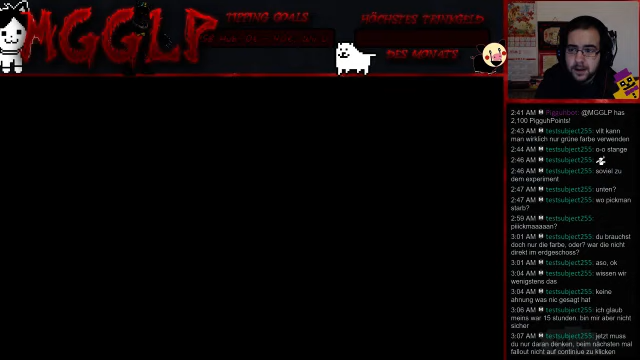 MGGLP
TIPPING GOALS
HÖCHSTES TRINKGELD
DES MONATS
2:41 AM Pigguhbot: @MGGLP has
2,100 PigguhPoints!
2:43 AM testsubject255: vllt kann
man wirklich nur grüne farbe verwenden
2:44 AM testsubject255: o-o stange
2:46 AM testsubject255:
2:46 AM testsubject255: soviel zu
dem experiment
2:47 AM testsubject255: unten?
2:47 AM testsubject255: wo pickman
starb?
2:59 AM testsubject255:
piiickmaaaaan?
3:01 AM testsubject255: du brauchst
doch nur die farbe, oder? war die nicht
direkt im erdgeschoss?
3:01 AM testsubject255: aso, ok
3:04 AM testsubject255: wissen wir
wenigstens das
3:04 AM testsubject255: keine
ahnung was nic gesagt hat
3:06 AM testsubject255: ich glaub
meins war 15 stunden. bin mir aber nicht
sicher
3:07 AM testsubject255: jetzt muss
du nur daran denken, beim nächsten mal
fallout nicht auf continiue zu klicken